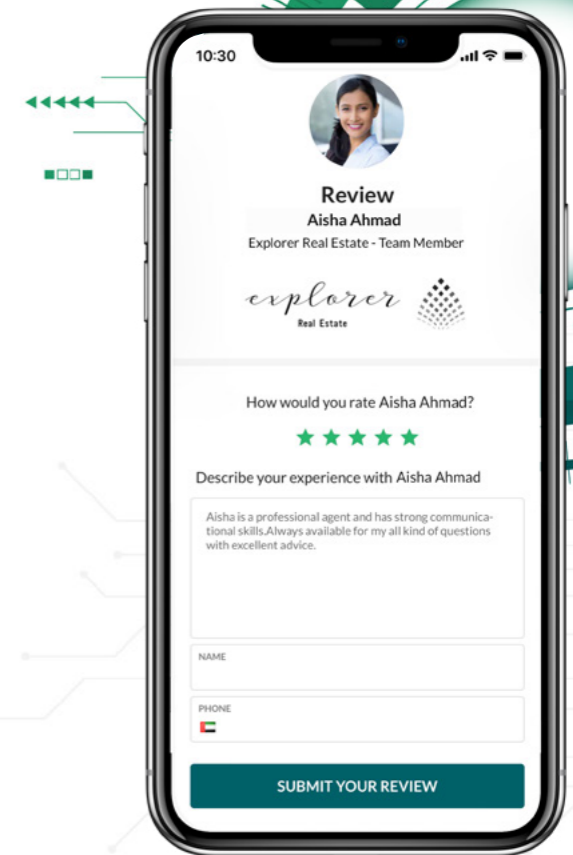 10:30
Review
Aisha Ahmad
Explorer Real Estate - Team Member
explorer
Real Estate
How would you rate Aisha Ahmad?
Describe your experience with Aisha Ahmad
Aisha is a professional agent and has strong communica-
tional skills.Always available for my all kind of questions
with excellent advice.
NAME
PHONE
SUBMIT YOUR REVIEW